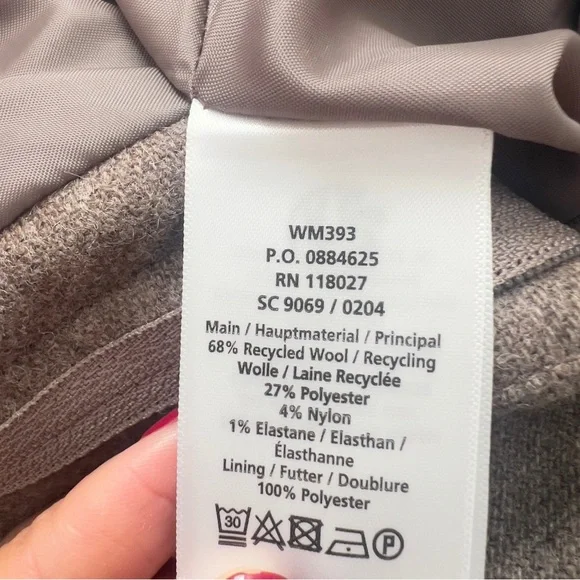 WM393
P.O. 0884625
RN 118027
SC 9069 / 0204
Main / Hauptmaterial / Principal
68% Recycled Wool / Recycling
Wolle / Laine Recyclée
27% Polyester
4% Nylon
1% Elastane / Elasthan /
Élasthanne
Lining / Futter / Doublure
100% Polyester
30 P